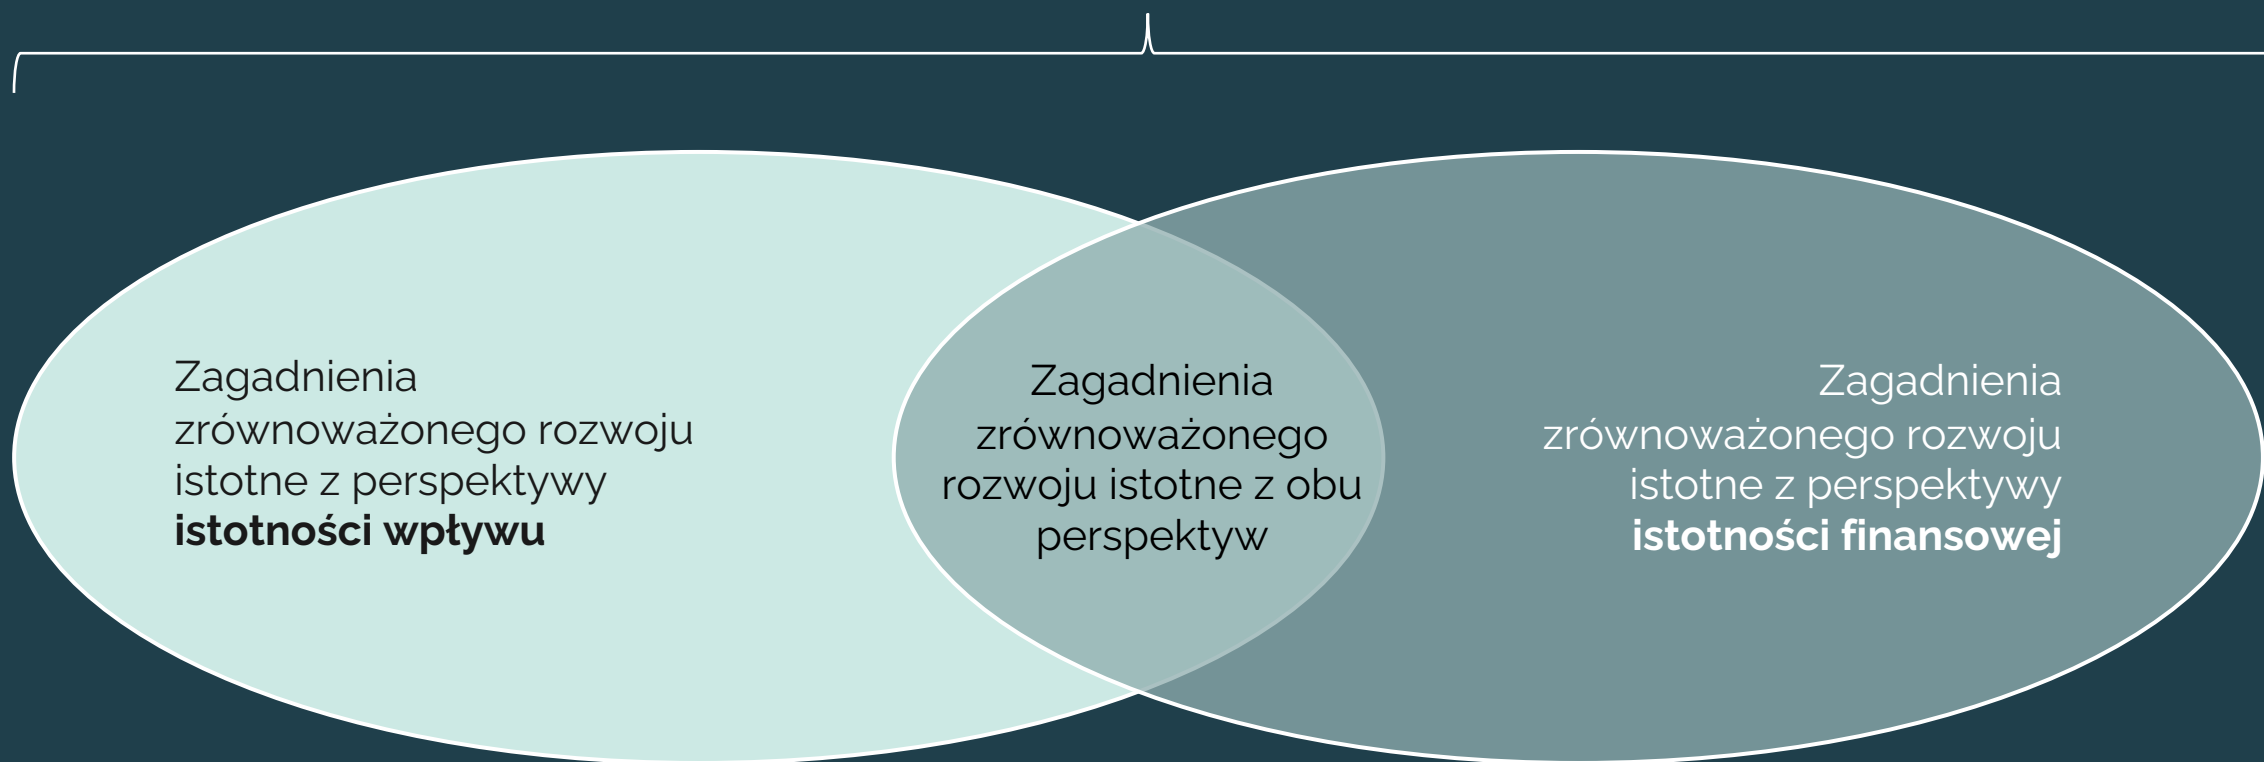 Zagadnienia
zrównoważonego rozwoju
istotne z perspektywy
istotności wpływu
Zagadnienia
zrównoważonego
rozwoju istotne z obu
perspektyw
Zagadnienia
zrównoważonego rozwoju
istotne z perspektywy
istotności finansowej